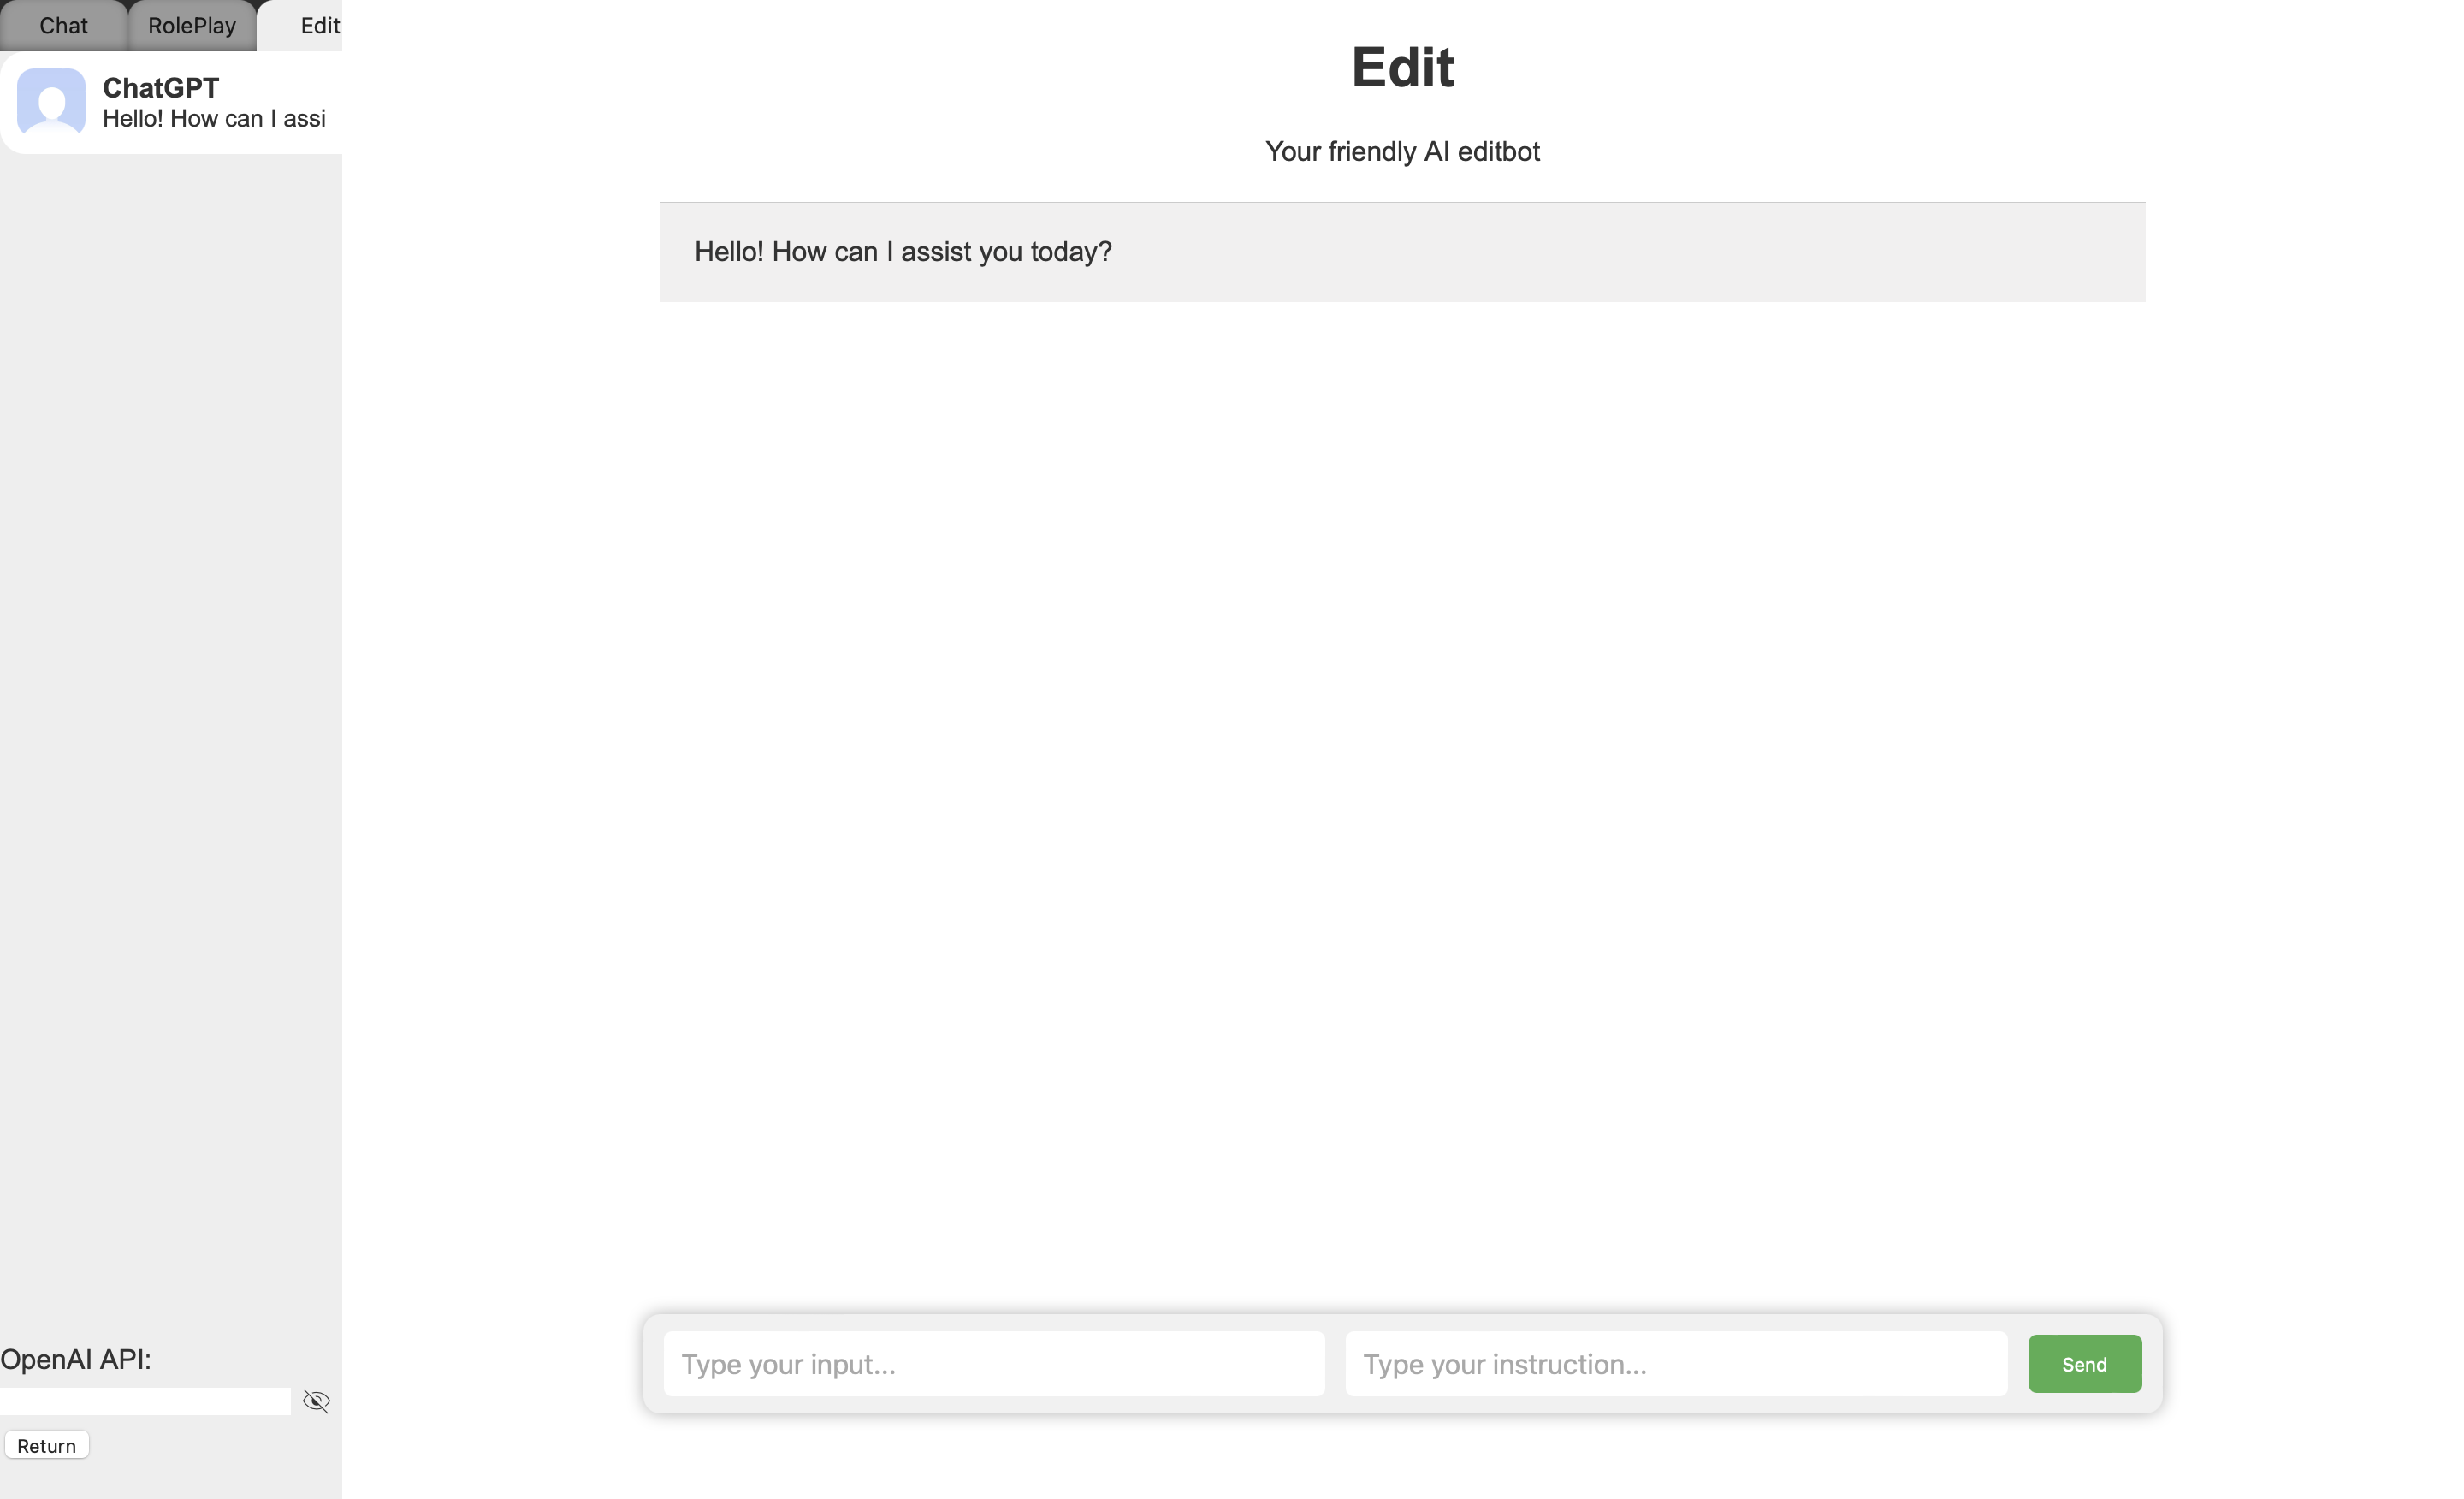 Chat
RolePlay
Edit
ChatGPT
Hello! How can I assi
OpenAI API:
Return
Edit
Your friendly AI editbot
Hello! How can I assist you today?
Type your input...
Type your instruction...
Send